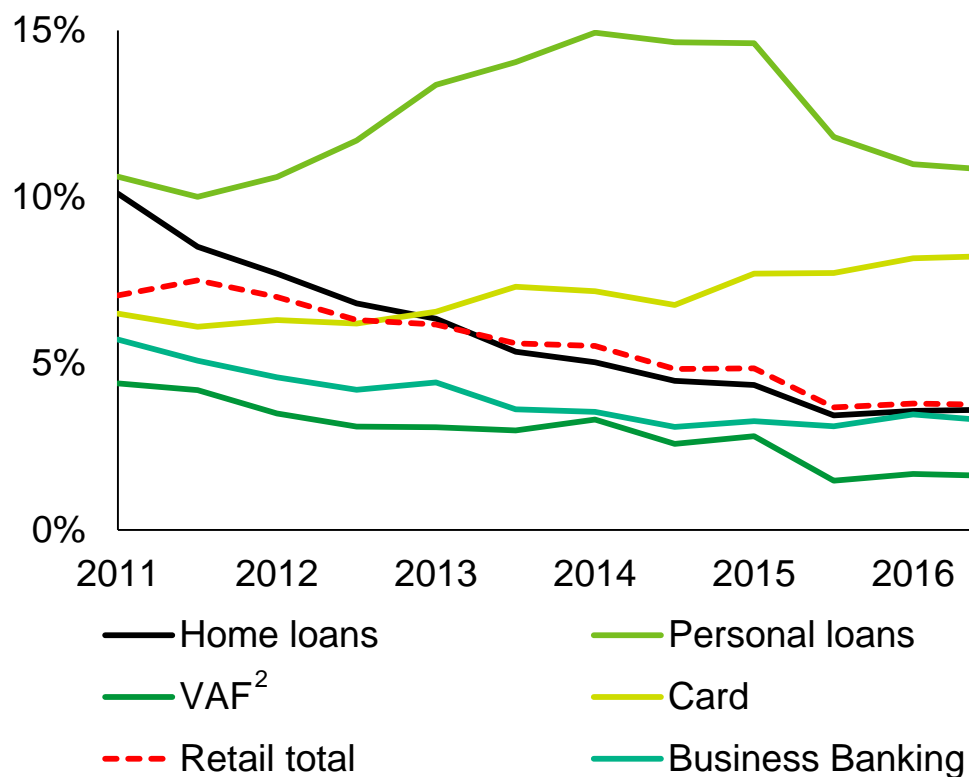 15%
10%
5%
0%
2011 2012 2013 2014 2015 2016
Home loans Personal loans
VAF² Card
Retail total Business Banking